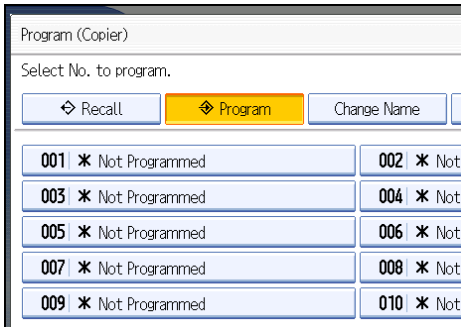 Program (Copier)
Select No. to program.
Recall Program Change Name
001 * Not Programmed 002 * Not
003 * Not Programmed 004 * Not
005 * Not Programmed 006 * Not
007 * Not Programmed 008 * Not
009 * Not Programmed 010 * Not